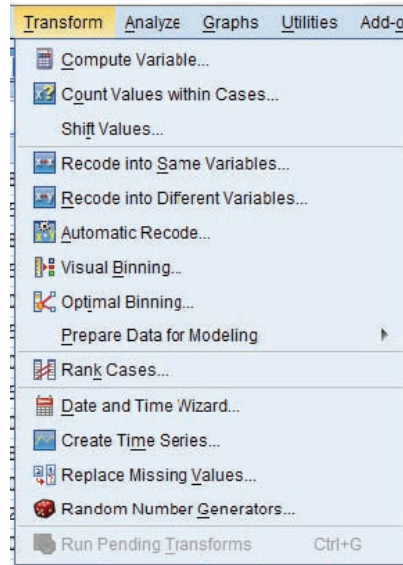 Transform Analyze Graphs Utilities Add-o
Compute Variable...
Count Values within Cases...
Shift Values...
Recode into Same Variables...
Recode into Different Variables...
Automatic Recode...
Visual Binning...
Optimal Binning...
Prepare Data for Modeling
Rank Cases...
Date and Time Wizard...
Create Time Series...
Replace Missing Values...
Random Number Generators...
Run Pending Transforms Ctrl+G